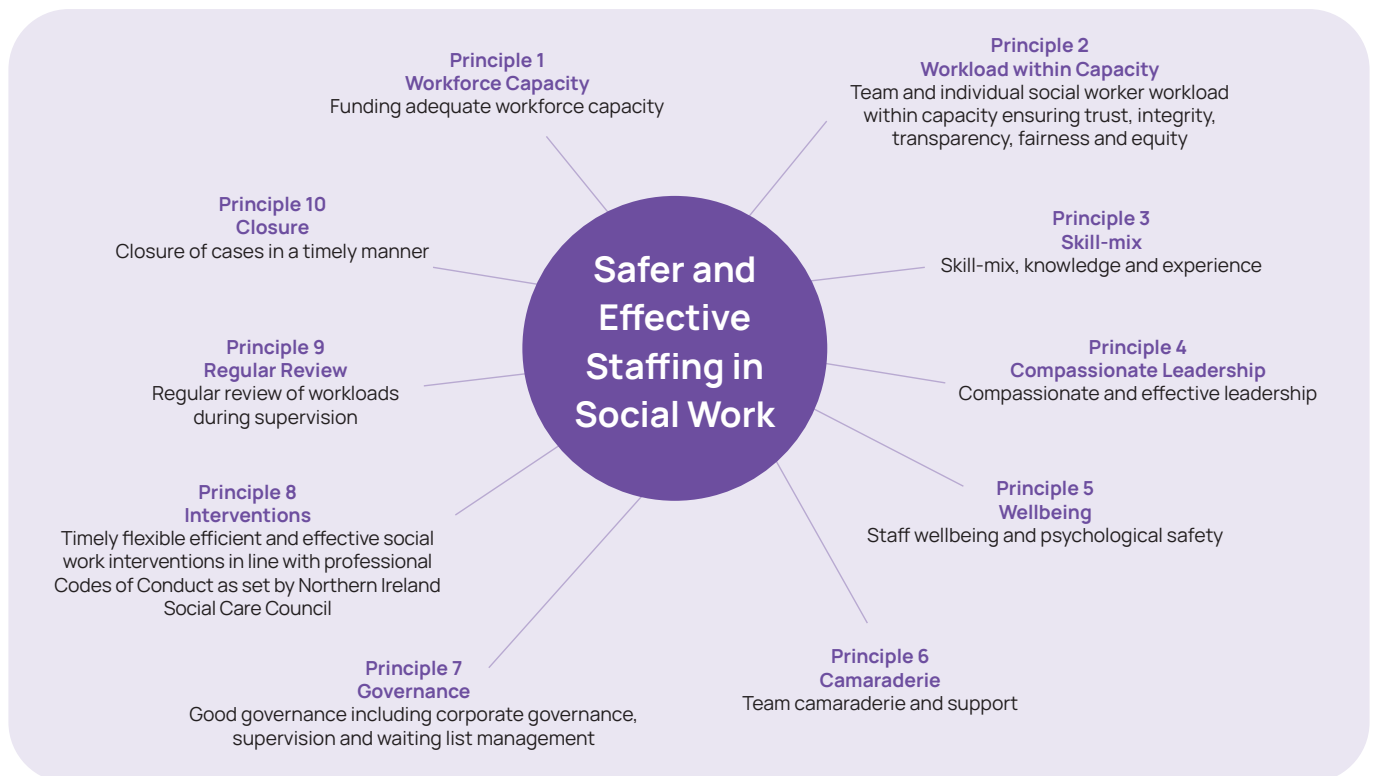 Safer and
Effective
Staffing in
Social Work
Principle 1
Workforce Capacity
Funding adequate workforce capacity
Principle 2
Workload within Capacity
Team and individual social worker workload
within capacity ensuring trust, integrity,
transparency, fairness and equity
Principle 3
Skill-mix
Skill-mix, knowledge and experience
Principle 4
Compassionate Leadership
Compassionate and effective leadership
Principle 5
Wellbeing
Staff wellbeing and psychological safety
Principle 6
Camaraderie
Team camaraderie and support
Principle 7
Governance
Good governance including corporate governance,
supervision and waiting list management
Principle 8
Interventions
Timely flexible efficient and effective social
work interventions in line with professional
Codes of Conduct as set by Northern Ireland
Social Care Council
Principle 9
Regular Review
Regular review of workloads
during supervision
Principle 10
Closure
Closure of cases in a timely manner